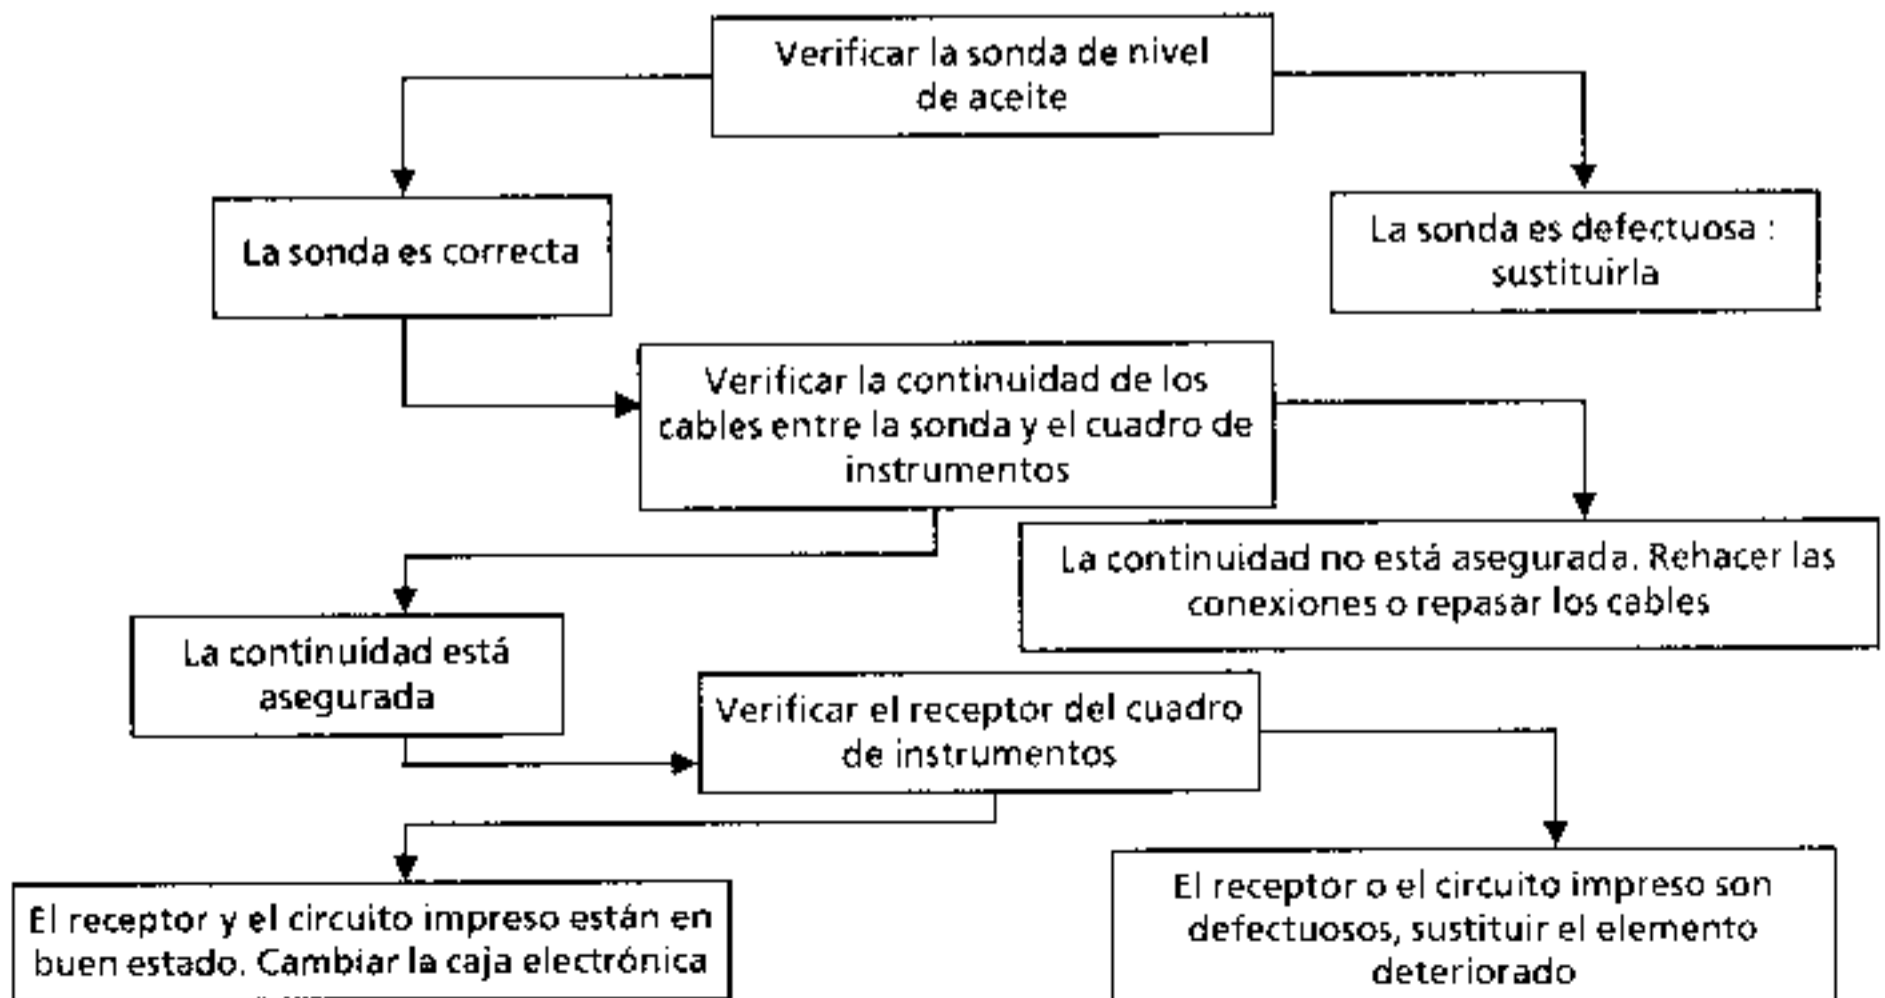 Verificar la sonda de nivel
de aceite
La sonda es correcta
La sonda es defectuosa :
sustituirla
Verificar la continuidad de los
cables entre la sonda y el cuadro de
instrumentos
La continuidad no está asegurada. Rehacer las
conexiones o repasar los cables
La continuidad está
asegurada
Verificar el receptor del cuadro
de instrumentos
El receptor y el circuito impreso están en
buen estado. Cambiar la caja electrónica
El receptor o el circuito impreso son
defectuosos, sustituir el elemento
deteriorado